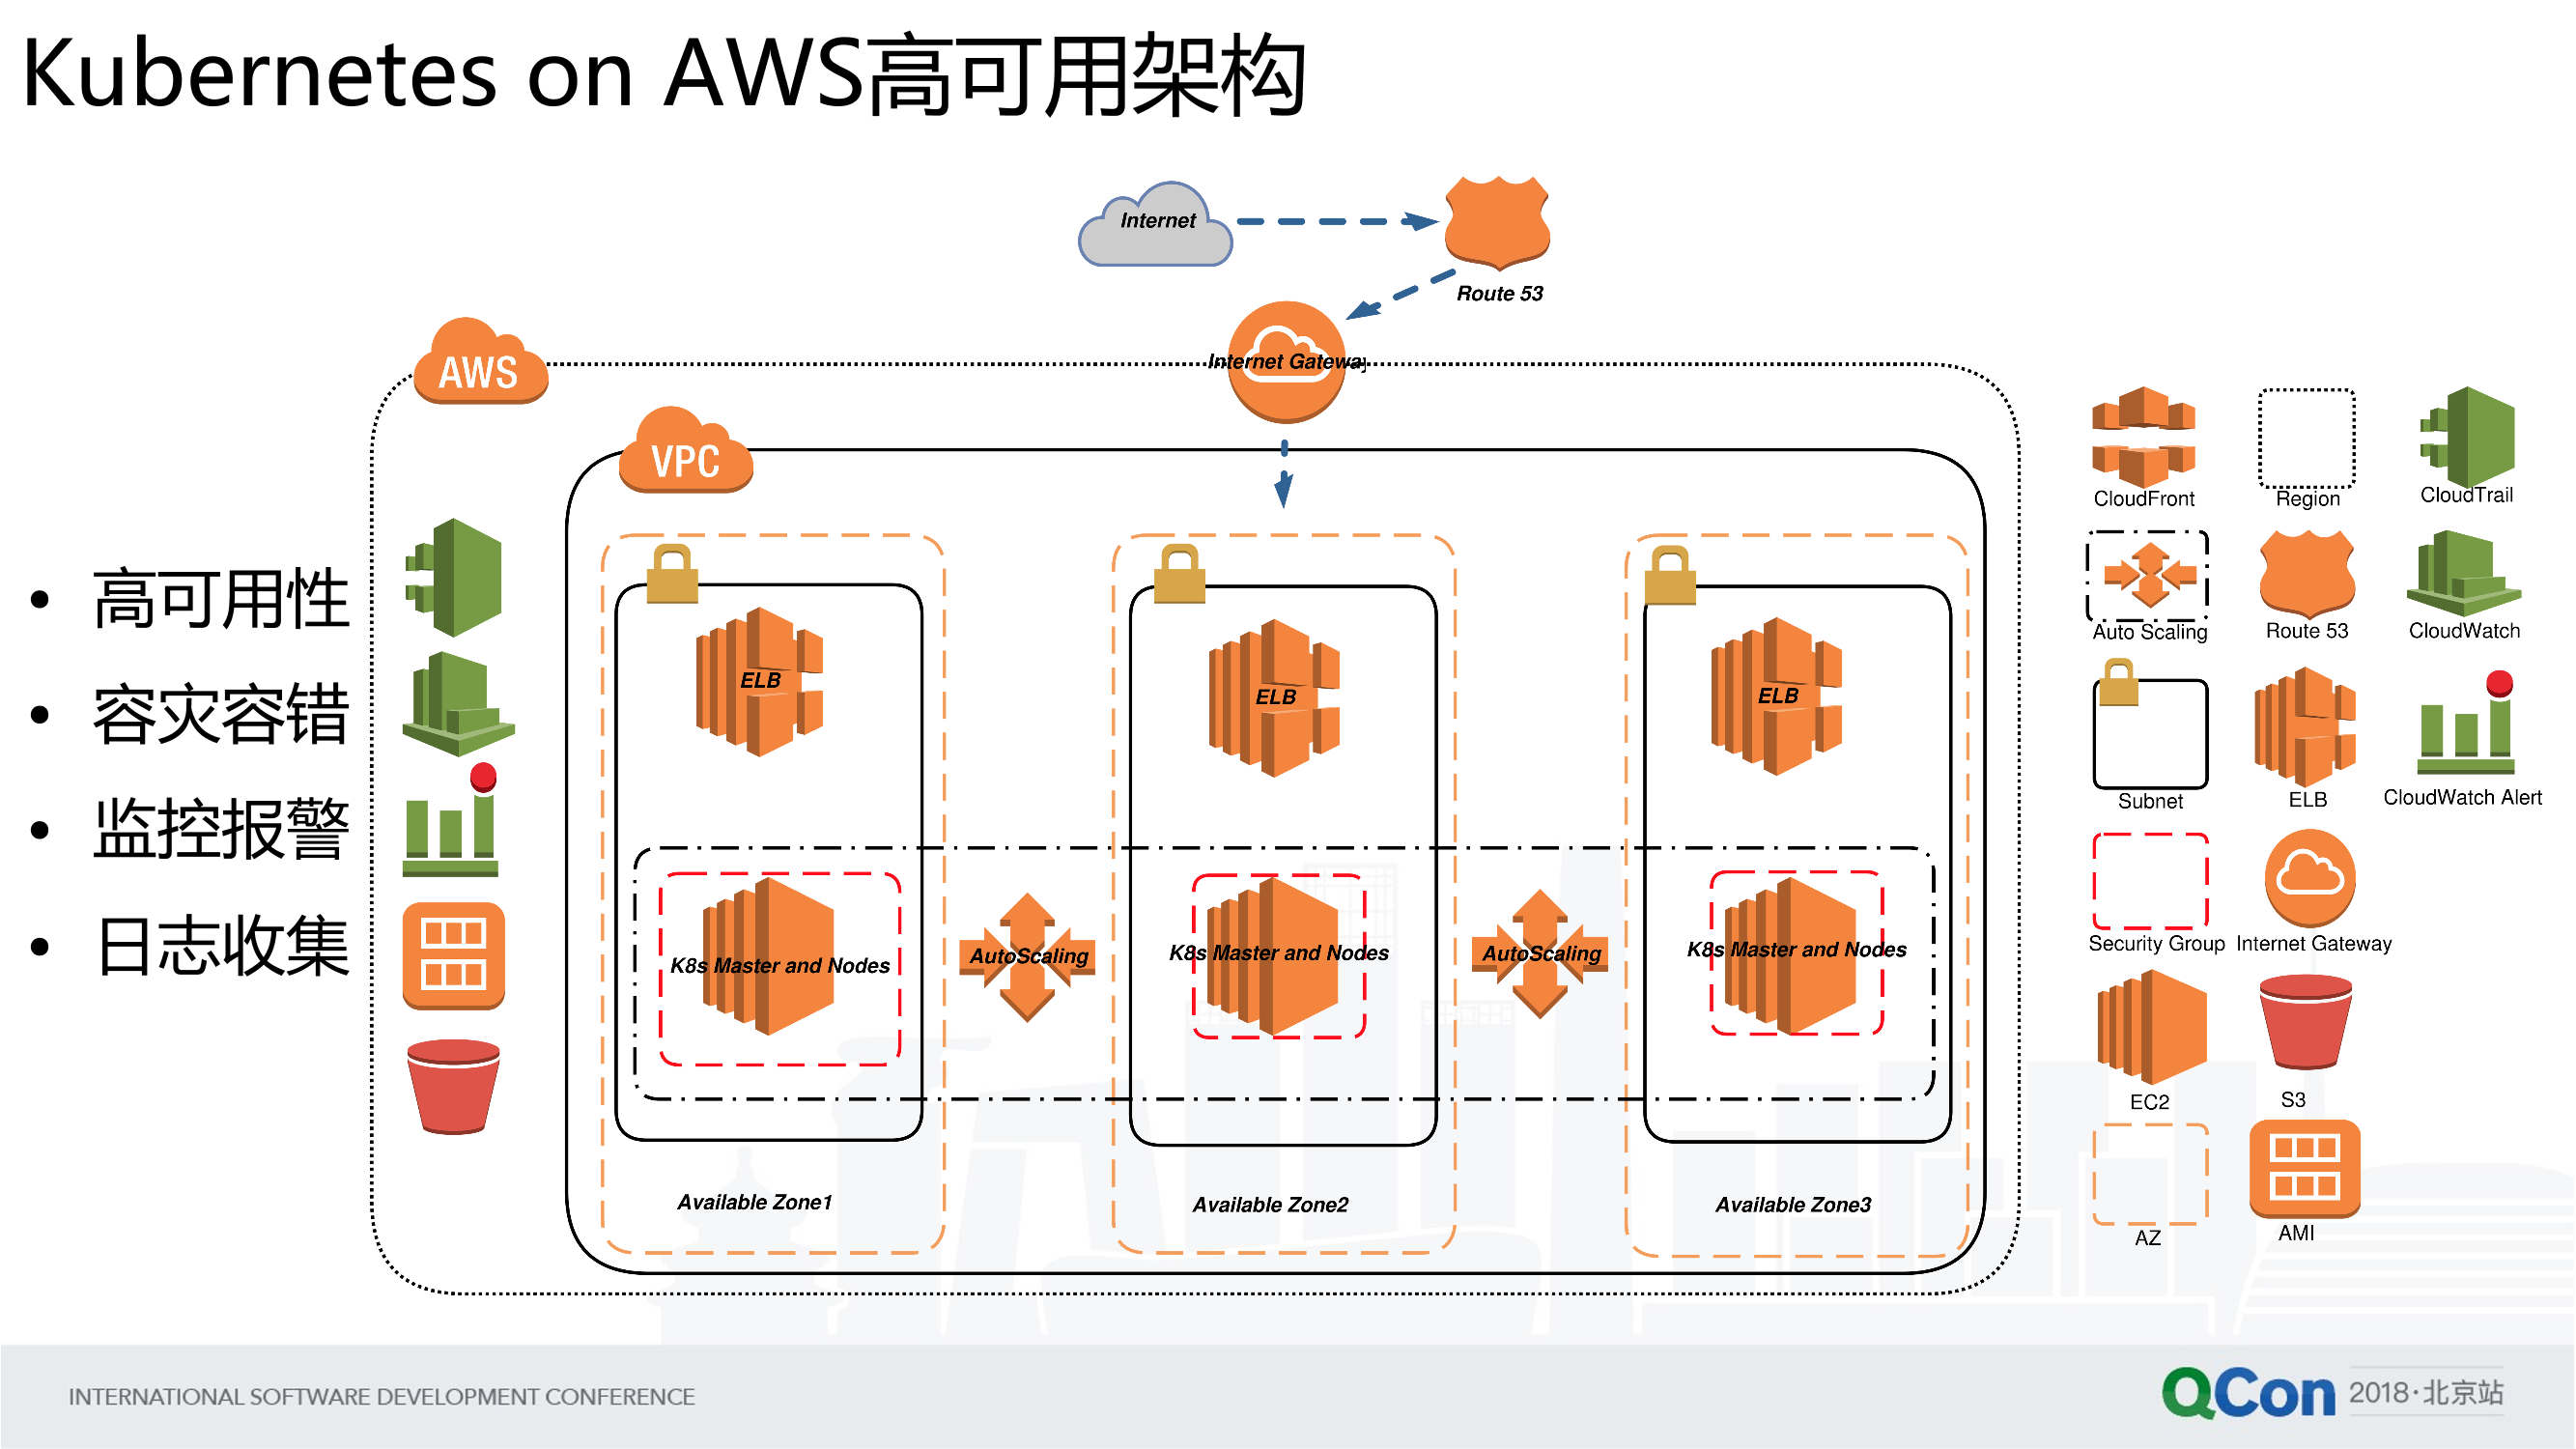 Kubernetes on AWS高可用架构
Internet
Route 53
Internet Gateway
AWS
VPC
• 高可用性
• 容灾容错
• 监控报警
• 日志收集
ELB
ELB
ELB
K8s Master and Nodes
AutoScaling
K8s Master and Nodes
AutoScaling
K8s Master and Nodes
Available Zone1
Available Zone2
Available Zone3
CloudFront
Region
CloudTrail
Auto Scaling
Route 53
CloudWatch
Subnet
ELB
CloudWatch Alert
Security Group
Internet Gateway
EC2
S3
AZ
AMI
INTERNATIONAL SOFTWARE DEVELOPMENT CONFERENCE
QCon 2018·北京站